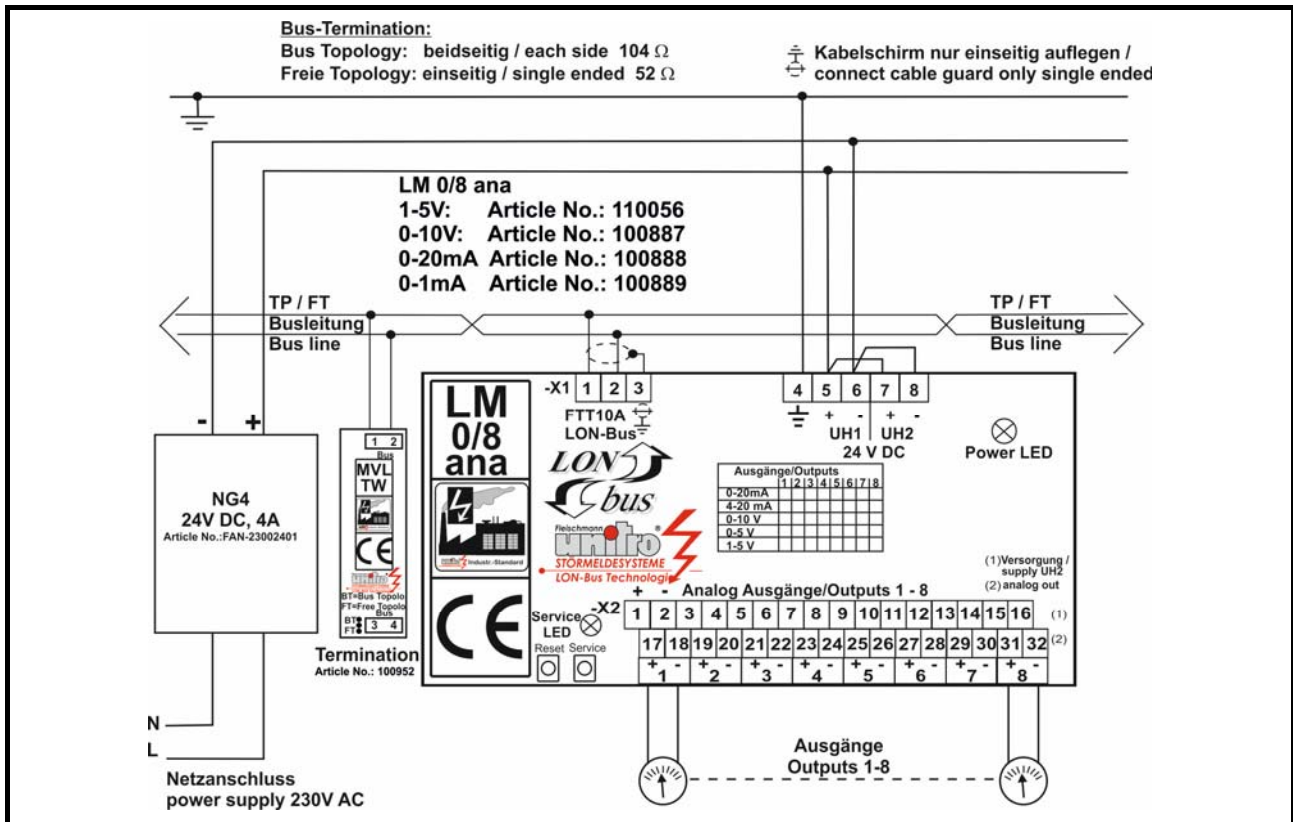 Bus-Termination:
Bus Topology: beidseitig / each side 104 Ω
Freie Topology: einseitig / single ended 52 Ω
Kabelschirm nur einseitig auflegen /
connect cable guard only single ended
LM 0/8 ana
1-5V: Article No.: 110056
0-10V: Article No.: 100887
0-20mA Article No.: 100888
0-1mA Article No.: 100889
TP / FT
Busleitung
Bus line
TP / FT
Busleitung
Bus line
- +
NG4
24V DC, 4A
Article No.:FAN-23002401
N
L
Netzanschluss
power supply 230V AC
1 2
Bus
MVL
TW
CE
unitro
BT=Bus Topolo
FT=Free Topolo
Bus
BT
FT
3 4
Termination
Article No.: 100952
LM
0/8
ana
unitro Industr.-Standard
CE
-X1 1 2 3
FTT10A
LON-Bus
LON
bus
Fleischmann
unitro ®
STÖRMELDESYSTEME
LON-Bus Technologie
4 5 6 7 8
+ - + -
UH1 UH2
24 V DC
Power LED
Ausgänge/Outputs
1 2 3 4 5 6 7 8
0-20mA
4-20 mA
0-10 V
0-5 V
1-5 V
(1)Versorgung /
supply UH2
(2) analog out
+ - Analog Ausgänge/Outputs 1 - 8
-X2 1 2 3 4 5 6 7 8 9 10 11 12 13 14 15 16 (1)
17 18 19 20 21 22 23 24 25 26 27 28 29 30 31 32 (2)
+ - + - + - + - + - + - + - + -
1 2 3 4 5 6 7 8
Service
LED
Reset Service
Ausgänge
Outputs 1-8